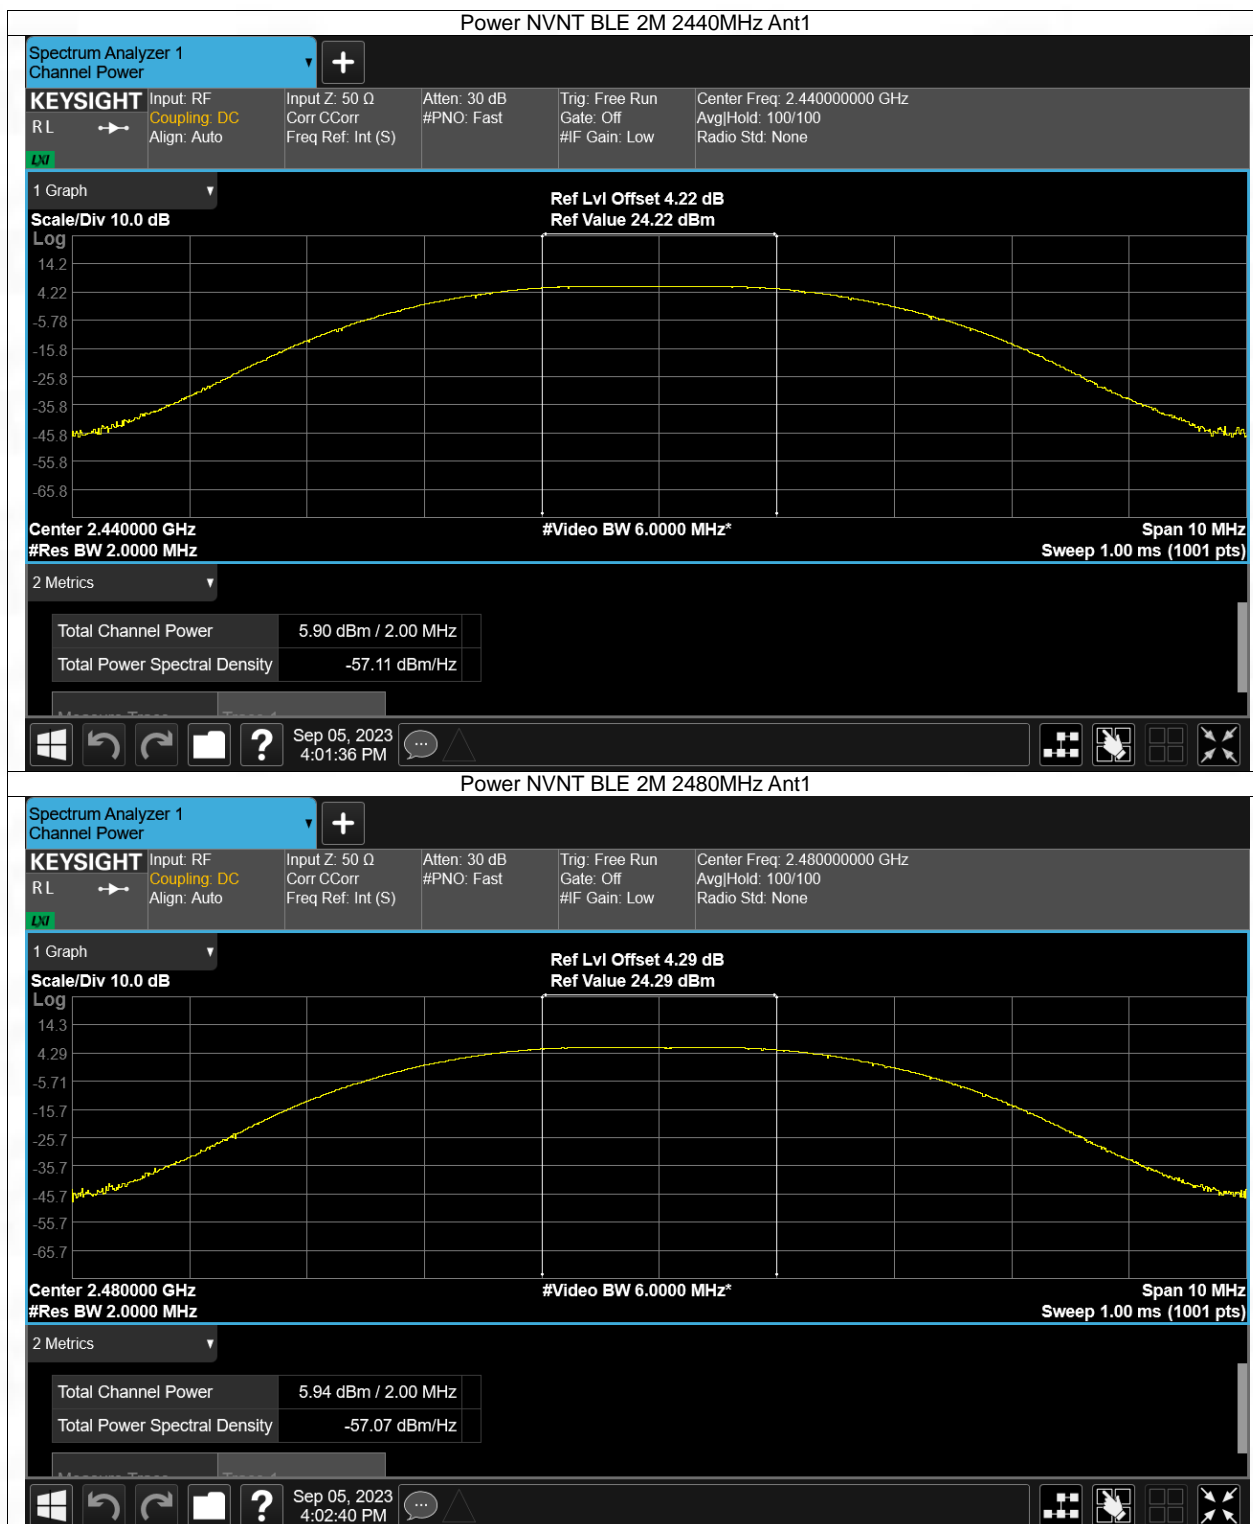 Power NVNT BLE 2M 2440MHz Ant1
Spectrum Analyzer 1
Channel Power
KEYSIGHT
RL
LXI
Input: RF
Coupling: DC
Align: Auto
Input Z: 50 Ω
Corr CCorr
Freq Ref: Int (S)
Atten: 30 dB
#PNO: Fast
Trig: Free Run
Gate: Off
#IF Gain: Low
Center Freq: 2.440000000 GHz
Avg|Hold: 100/100
Radio Std: None
1 Graph
Scale/Div 10.0 dB
Ref Lvl Offset 4.22 dB
Ref Value 24.22 dBm
Log
14.2
4.22
-5.78
-15.8
-25.8
-35.8
-45.8
-55.8
-65.8
Center 2.440000 GHz
#Res BW 2.0000 MHz
#Video BW 6.0000 MHz*
Span 10 MHz
Sweep 1.00 ms (1001 pts)
2 Metrics
Total Channel Power 5.90 dBm / 2.00 MHz
Total Power Spectral Density -57.11 dBm/Hz
Sep 05, 2023
4:01:36 PM
Power NVNT BLE 2M 2480MHz Ant1
Spectrum Analyzer 1
Channel Power
KEYSIGHT
RL
LXI
Input: RF
Coupling: DC
Align: Auto
Input Z: 50 Ω
Corr CCorr
Freq Ref: Int (S)
Atten: 30 dB
#PNO: Fast
Trig: Free Run
Gate: Off
#IF Gain: Low
Center Freq: 2.480000000 GHz
Avg|Hold: 100/100
Radio Std: None
1 Graph
Scale/Div 10.0 dB
Ref Lvl Offset 4.29 dB
Ref Value 24.29 dBm
Log
14.3
4.29
-5.71
-15.7
-25.7
-35.7
-45.7
-55.7
-65.7
Center 2.480000 GHz
#Res BW 2.0000 MHz
#Video BW 6.0000 MHz*
Span 10 MHz
Sweep 1.00 ms (1001 pts)
2 Metrics
Total Channel Power 5.94 dBm / 2.00 MHz
Total Power Spectral Density -57.07 dBm/Hz
Sep 05, 2023
4:02:40 PM